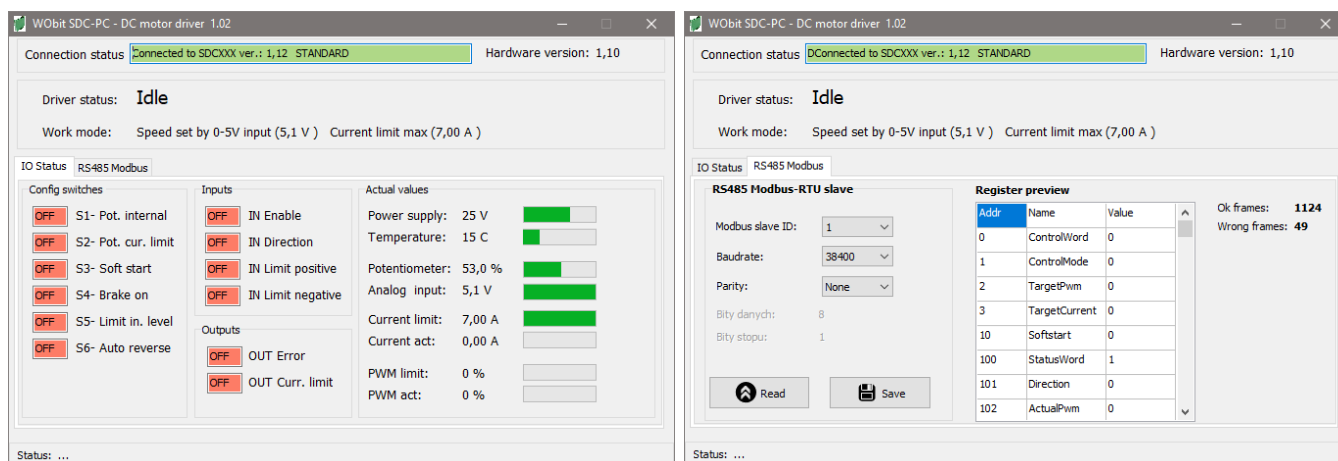 WObit SDC-PC - DC motor driver 1.02
Connection status Connected to SDCXXX ver.: 1,12 STANDARD Hardware version: 1,10
Driver status: Idle
Work mode: Speed set by 0-5V input (5,1 V ) Current limit max (7,00 A )
IO Status RS485 Modbus
Config switches
OFF S1- Pot. internal
OFF S2- Pot. cur. limit
OFF S3- Soft start
OFF S4- Brake on
OFF S5- Limit in. level
OFF S6- Auto reverse
Inputs
OFF IN Enable
OFF IN Direction
OFF IN Limit positive
OFF IN Limit negative
Outputs
OFF OUT Error
OFF OUT Curr. limit
Actual values
Power supply: 25 V
Temperature: 15 C
Potentiometer: 53,0 %
Analog input: 5,1 V
Current limit: 7,00 A
Current act: 0,00 A
PWM limit: 0 %
PWM act: 0 %
Status: ...
WObit SDC-PC - DC motor driver 1.02
Connection status DConnected to SDCXXX ver.: 1,12 STANDARD Hardware version: 1,10
Driver status: Idle
Work mode: Speed set by 0-5V input (5,1 V ) Current limit max (7,00 A )
IO Status RS485 Modbus
RS485 Modbus-RTU slave
Modbus slave ID: 1
Baudrate: 38400
Parity: None
Bity danych: 8
Bity stopu: 1
Read Save
Register preview
Addr Name Value
0 ControlWord 0
1 ControlMode 0
2 TargetPwm 0
3 TargetCurrent 0
10 Softstart 0
100 StatusWord 1
101 Direction 0
102 ActualPwm 0
Ok frames: 1124
Wrong frames: 49
Status: ...